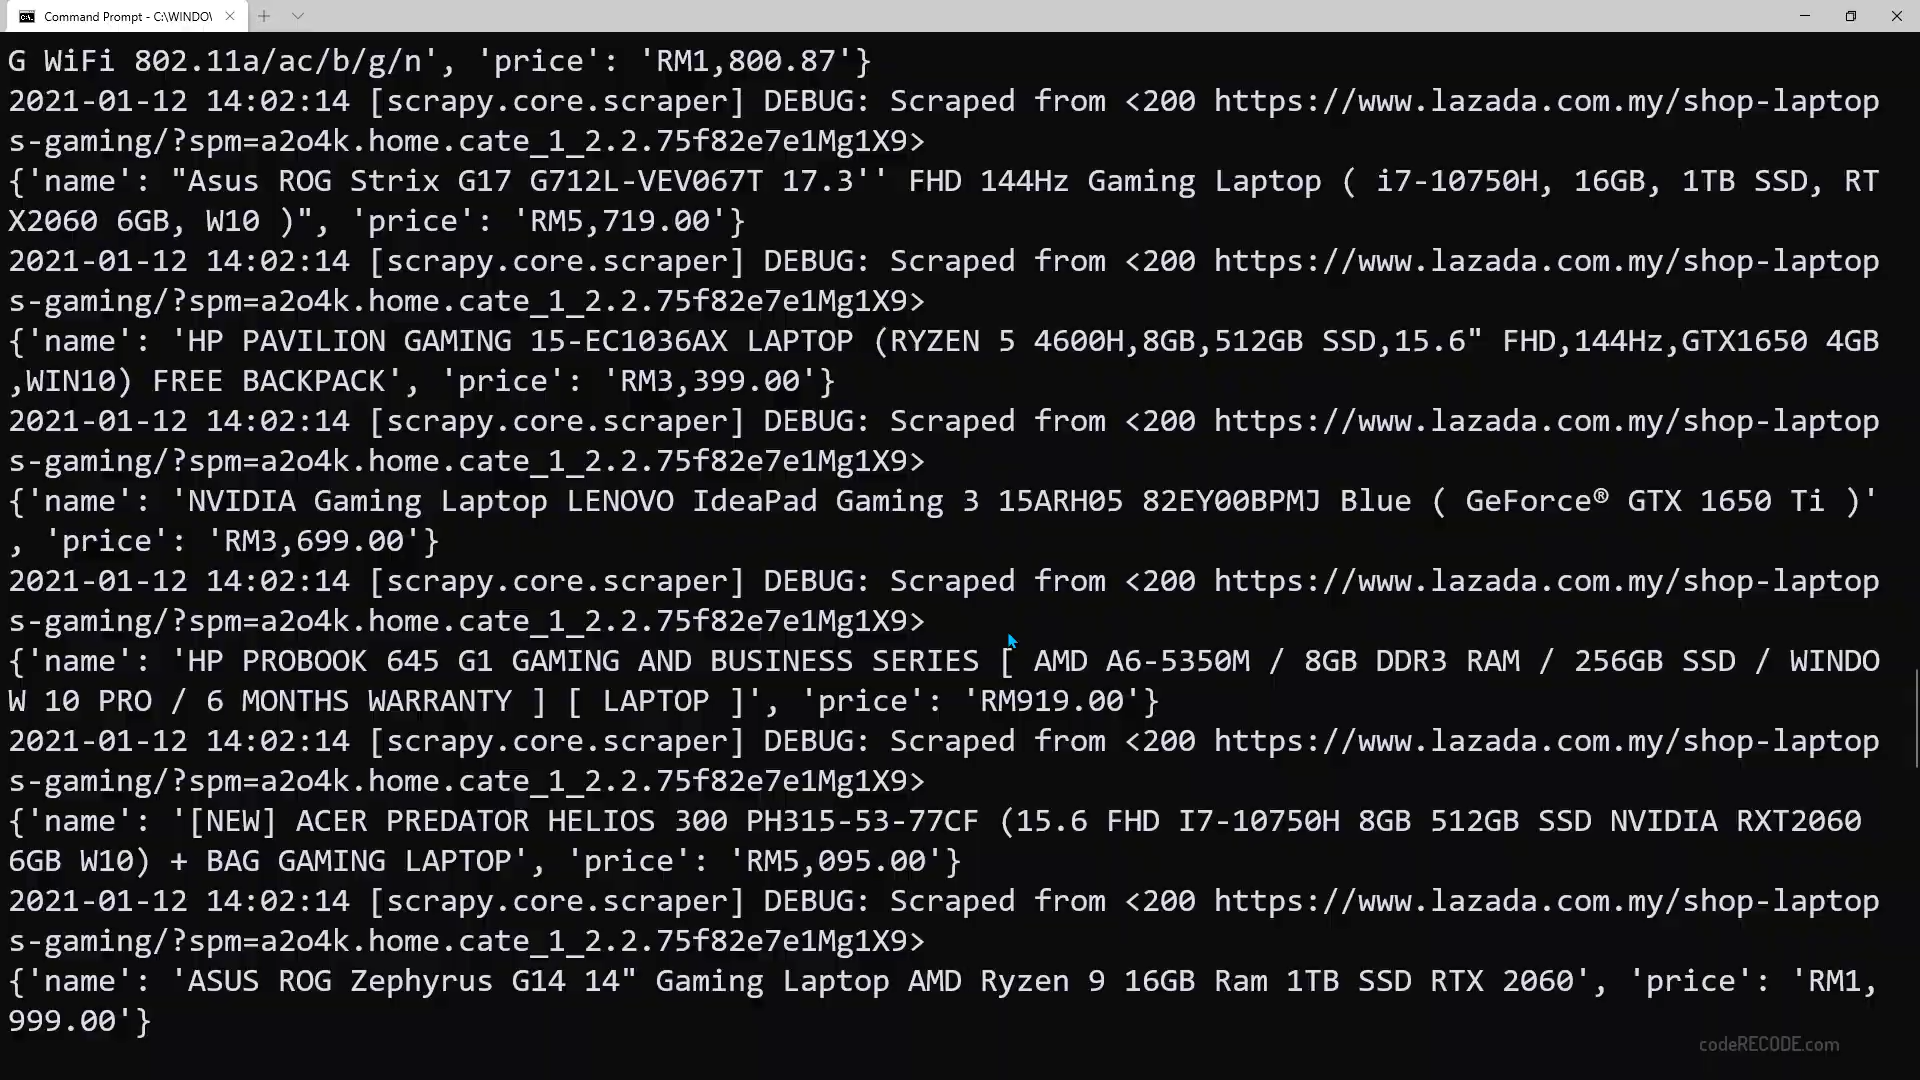 Command Prompt - C:\WINDO\
G WiFi 802.11a/ac/b/g/n', 'price': 'RM1,800.87'}
2021-01-12 14:02:14 [scrapy.core.scraper] DEBUG: Scraped from <200 https://www.lazada.com.my/shop-laptop
s-gaming/?spm=a2o4k.home.cate_1_2.2.75f82e7e1Mg1X9>
{'name': "Asus ROG Strix G17 G712L-VEV067T 17.3'' FHD 144Hz Gaming Laptop ( i7-10750H, 16GB, 1TB SSD, RT
X2060 6GB, W10 )", 'price': 'RM5,719.00'}
2021-01-12 14:02:14 [scrapy.core.scraper] DEBUG: Scraped from <200 https://www.lazada.com.my/shop-laptop
s-gaming/?spm=a2o4k.home.cate_1_2.2.75f82e7e1Mg1X9>
{'name': 'HP PAVILION GAMING 15-EC1036AX LAPTOP (RYZEN 5 4600H,8GB,512GB SSD,15.6" FHD,144Hz,GTX1650 4GB
,WIN10) FREE BACKPACK', 'price': 'RM3,399.00'}
2021-01-12 14:02:14 [scrapy.core.scraper] DEBUG: Scraped from <200 https://www.lazada.com.my/shop-laptop
s-gaming/?spm=a2o4k.home.cate_1_2.2.75f82e7e1Mg1X9>
{'name': 'NVIDIA Gaming Laptop LENOVO IdeaPad Gaming 3 15ARH05 82EY00BPMJ Blue ( GeForce® GTX 1650 Ti )'
, 'price': 'RM3,699.00'}
2021-01-12 14:02:14 [scrapy.core.scraper] DEBUG: Scraped from <200 https://www.lazada.com.my/shop-laptop
s-gaming/?spm=a2o4k.home.cate_1_2.2.75f82e7e1Mg1X9>
{'name': 'HP PROBOOK 645 G1 GAMING AND BUSINESS SERIES [ AMD A6-5350M / 8GB DDR3 RAM / 256GB SSD / WINDO
W 10 PRO / 6 MONTHS WARRANTY ] [ LAPTOP ]', 'price': 'RM919.00'}
2021-01-12 14:02:14 [scrapy.core.scraper] DEBUG: Scraped from <200 https://www.lazada.com.my/shop-laptop
s-gaming/?spm=a2o4k.home.cate_1_2.2.75f82e7e1Mg1X9>
{'name': '[NEW] ACER PREDATOR HELIOS 300 PH315-53-77CF (15.6 FHD I7-10750H 8GB 512GB SSD NVIDIA RXT2060
6GB W10) + BAG GAMING LAPTOP', 'price': 'RM5,095.00'}
2021-01-12 14:02:14 [scrapy.core.scraper] DEBUG: Scraped from <200 https://www.lazada.com.my/shop-laptop
s-gaming/?spm=a2o4k.home.cate_1_2.2.75f82e7e1Mg1X9>
{'name': 'ASUS ROG Zephyrus G14 14" Gaming Laptop AMD Ryzen 9 16GB Ram 1TB SSD RTX 2060', 'price': 'RM1,
999.00'}
codeRECODE.com